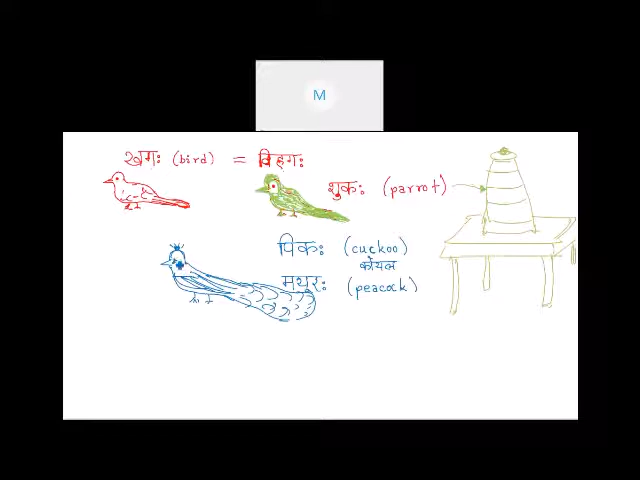 M
खगः (bird) = विहगः
शुकः (parrot)
पिकः (cuckoo)
कोयल
मयूरः (peacock)